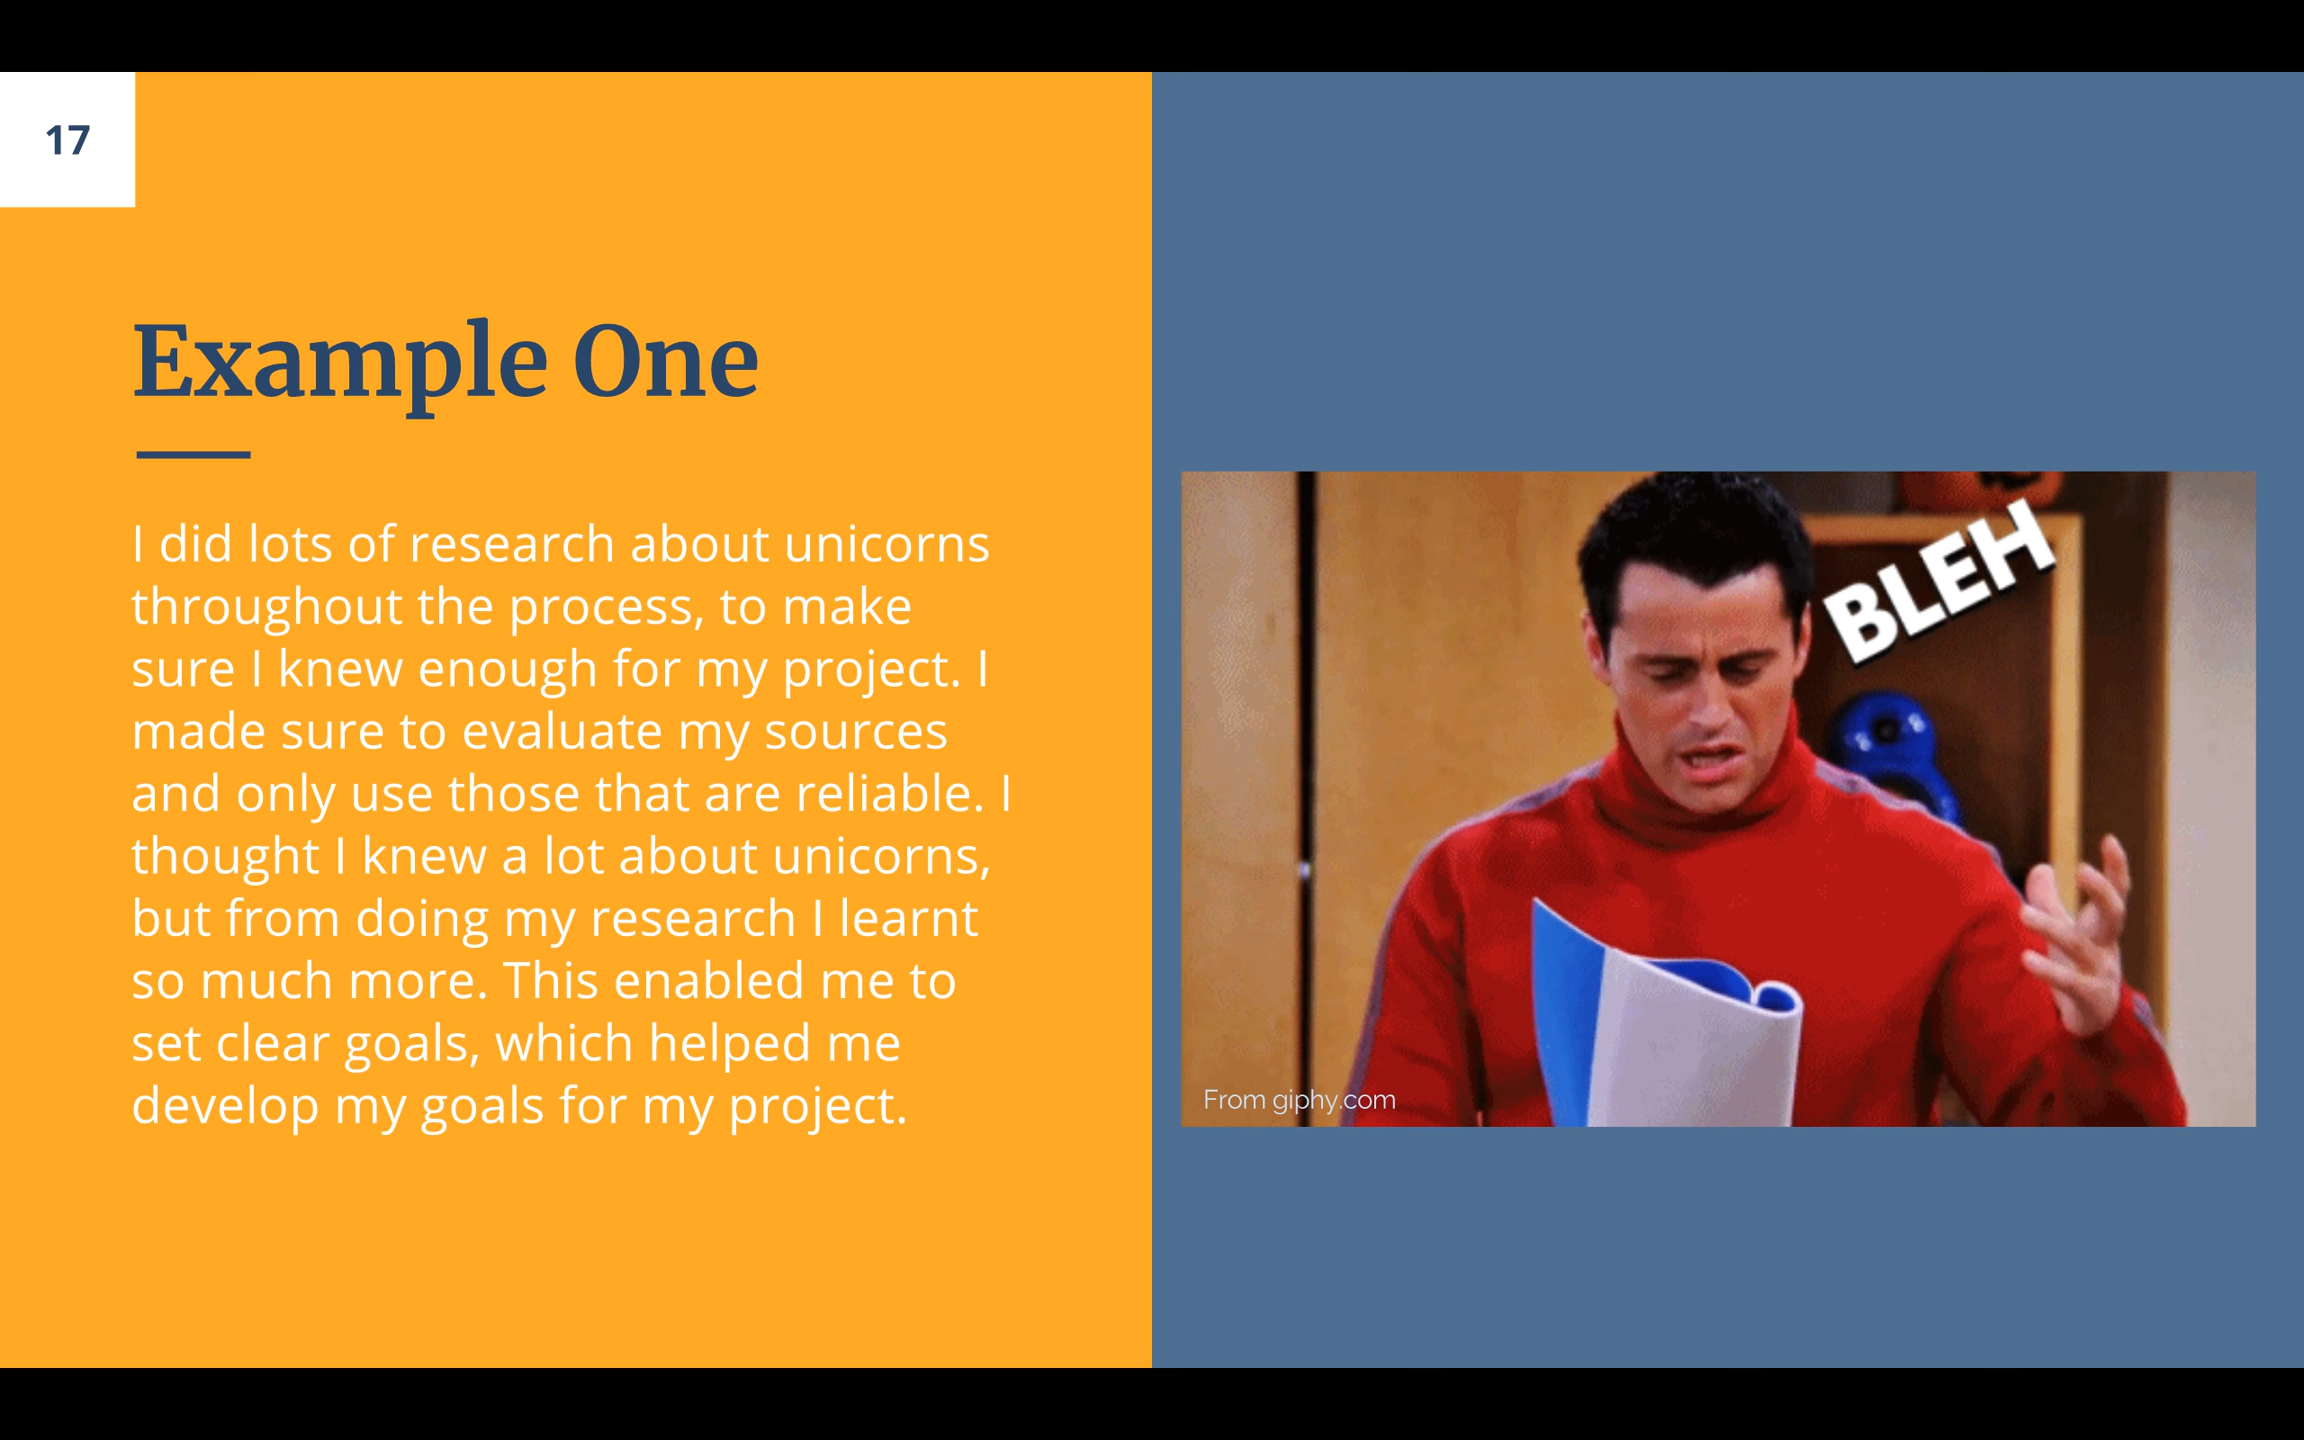 17
Example One
I did lots of research about unicorns
throughout the process, to make
sure I knew enough for my project. I
made sure to evaluate my sources
and only use those that are reliable. I
thought I knew a lot about unicorns,
but from doing my research I learnt
so much more. This enabled me to
set clear goals, which helped me
develop my goals for my project.
BLEH
From giphy.com